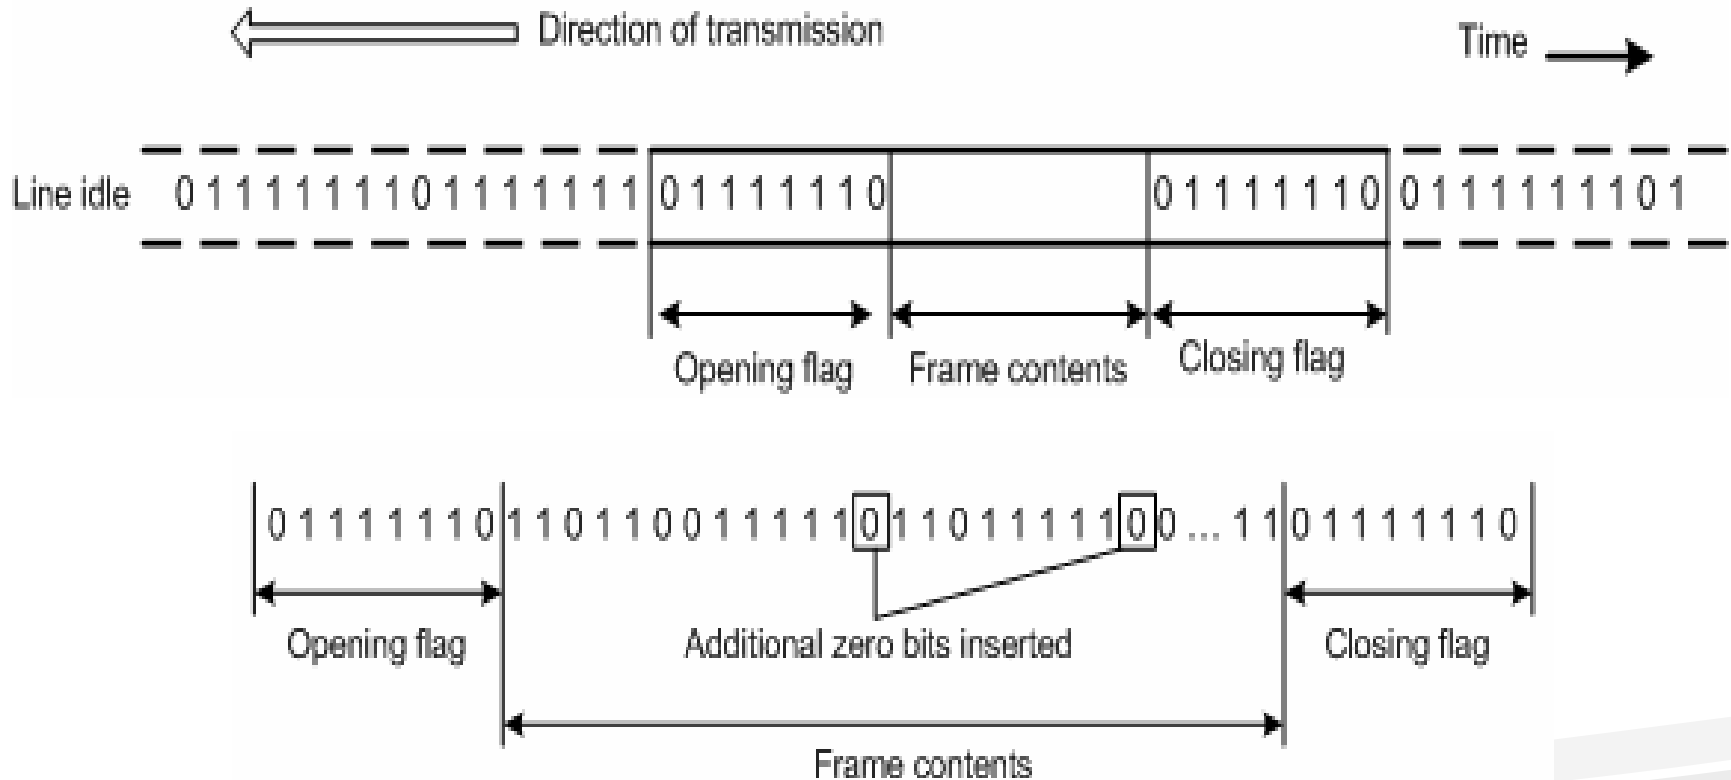 Direction of transmission
Time
Line idle 0 1 1 1 1 1 1 1 0 1 1 1 1 1 1 1 0 1 1 1 1 1 1 0 0 1 1 1 1 1 1 0 0 1 1 1 1 1 1 1 0 1
Opening flag Frame contents Closing flag
0 1 1 1 1 1 1 0 1 1 0 1 1 0 0 1 1 1 1 1 0 1 1 0 1 1 1 1 1 0 0 ... 1 1 0 1 1 1 1 1 1 0
Opening flag Additional zero bits inserted Closing flag
Frame contents